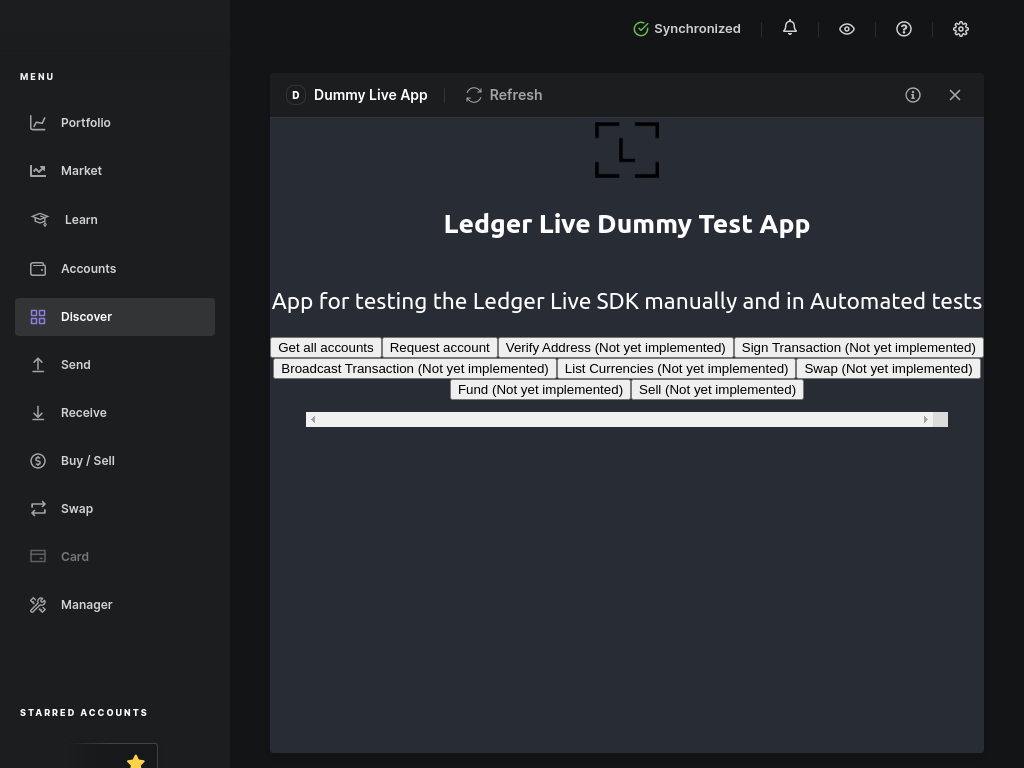 Synchronized
MENU
D Dummy Live App Refresh
Portfolio
Market
Learn
Accounts
Discover
Send
Receive
Buy / Sell
Swap
Card
Manager
STARRED ACCOUNTS
L
Ledger Live Dummy Test App
App for testing the Ledger Live SDK manually and in Automated tests
Get all accounts Request account Verify Address (Not yet implemented) Sign Transaction (Not yet implemented)
Broadcast Transaction (Not yet implemented) List Currencies (Not yet implemented) Swap (Not yet implemented)
Fund (Not yet implemented) Sell (Not yet implemented)